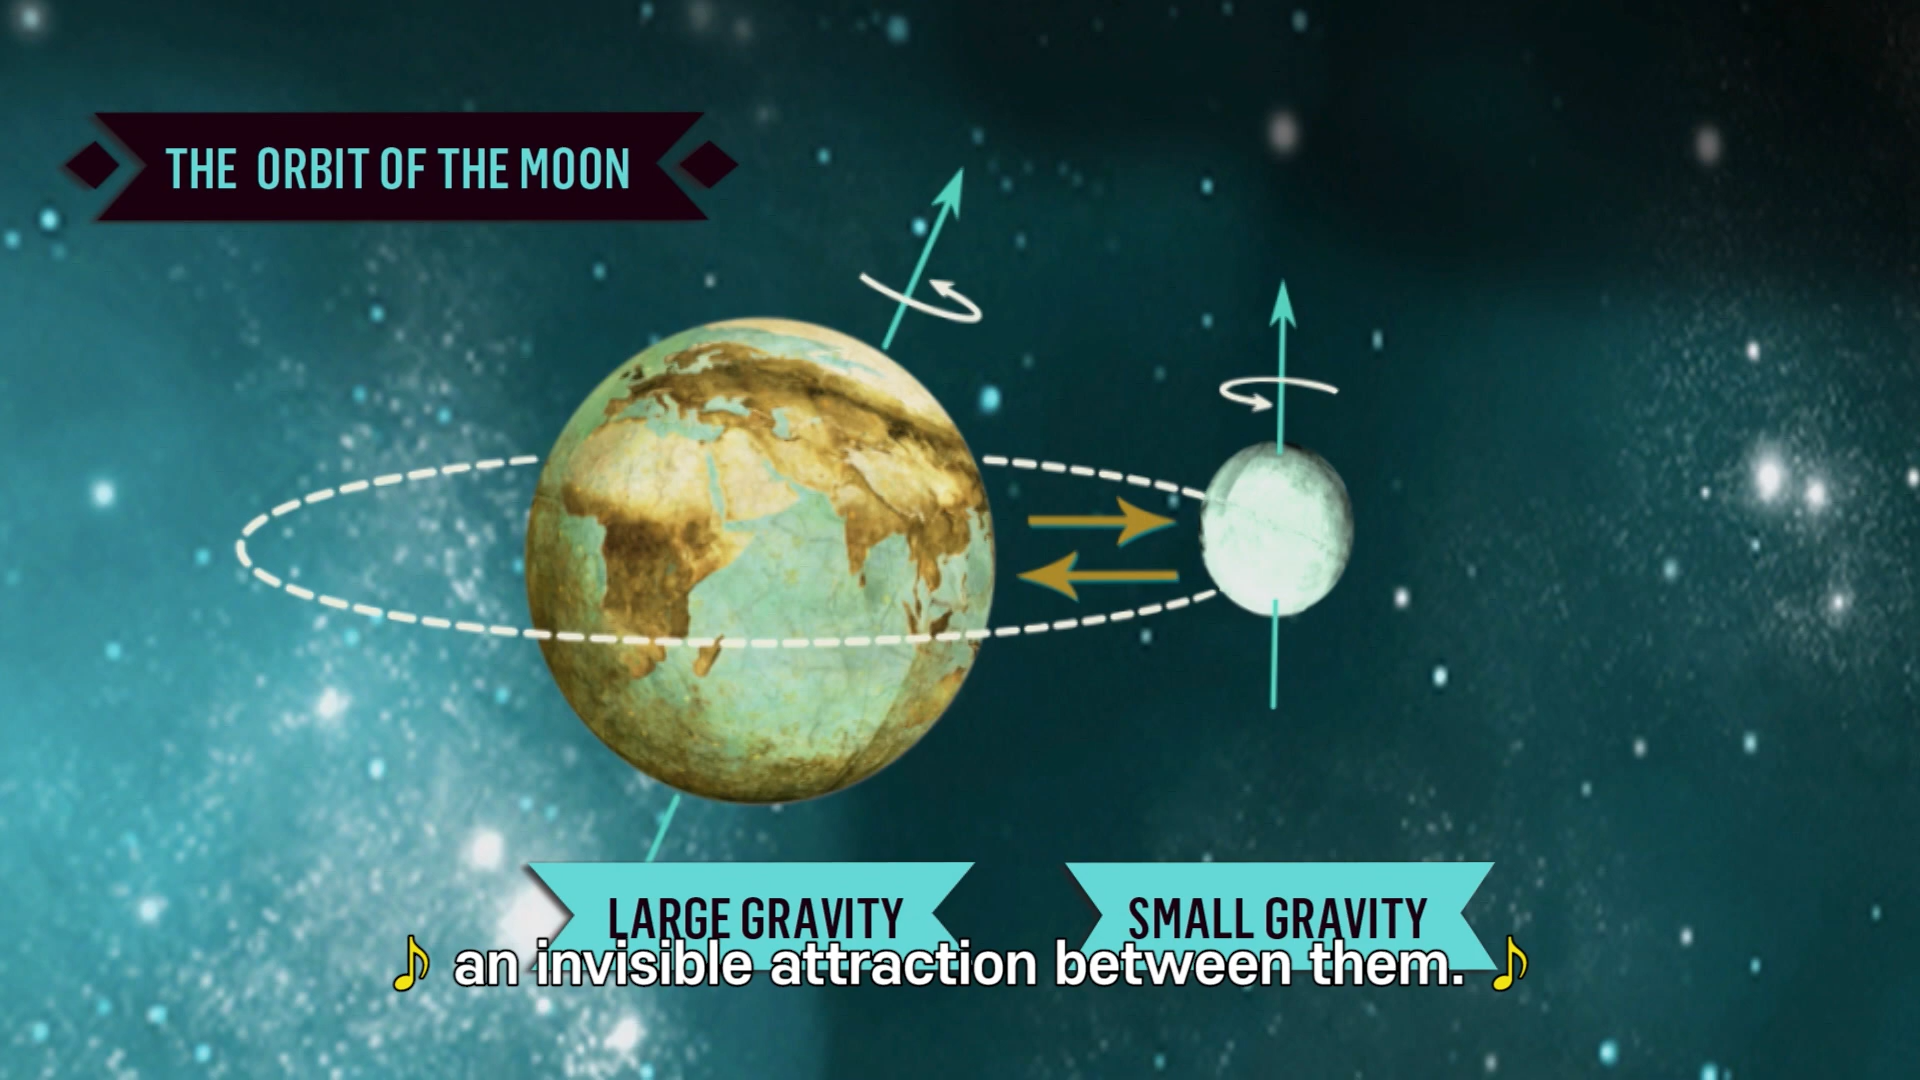 THE ORBIT OF THE MOON
LARGE GRAVITY
SMALL GRAVITY
♪ an invisible attraction between them. ♪